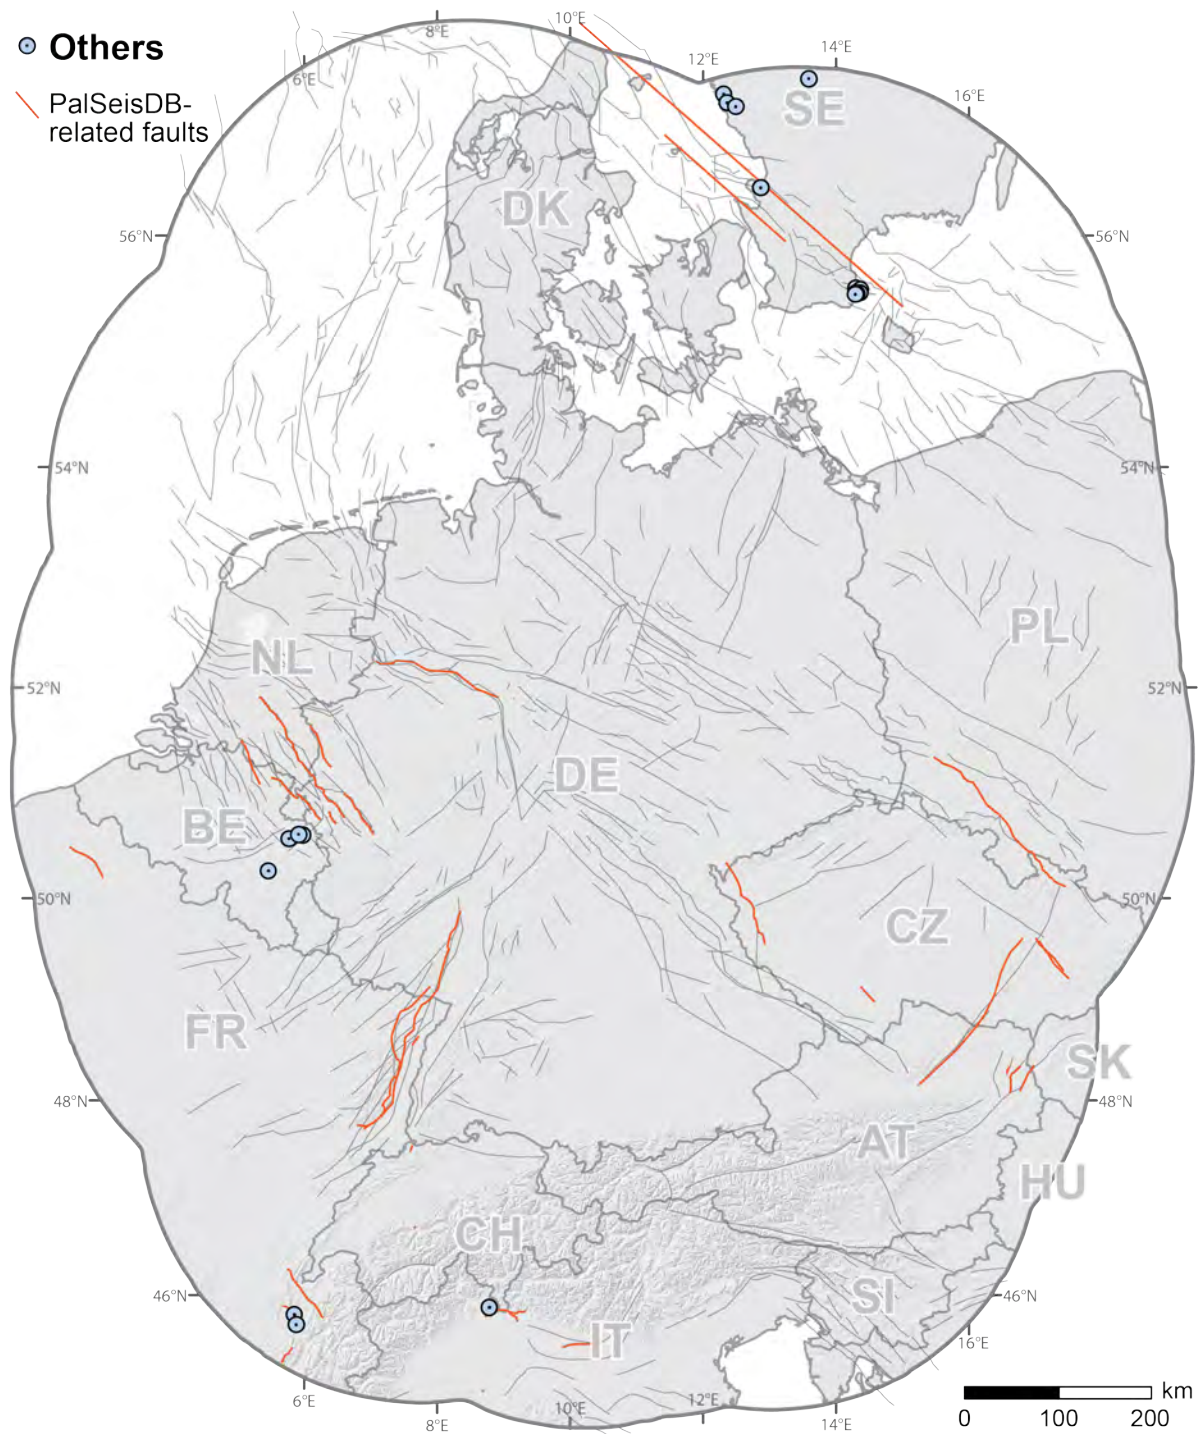 Others
PalSeisDB-
related faults
10°E
8°E
14°E
12°E
6°E
16°E
SE
DK
56°N
56°N
54°N
54°N
PL
NL
52°N
52°N
DE
BE
50°N
50°N
CZ
FR
SK
48°N
48°N
AT
HU
CH
46°N
SI
46°N
IT
16°E
6°E
12°E
10°E
8°E
14°E
km
0 100 200